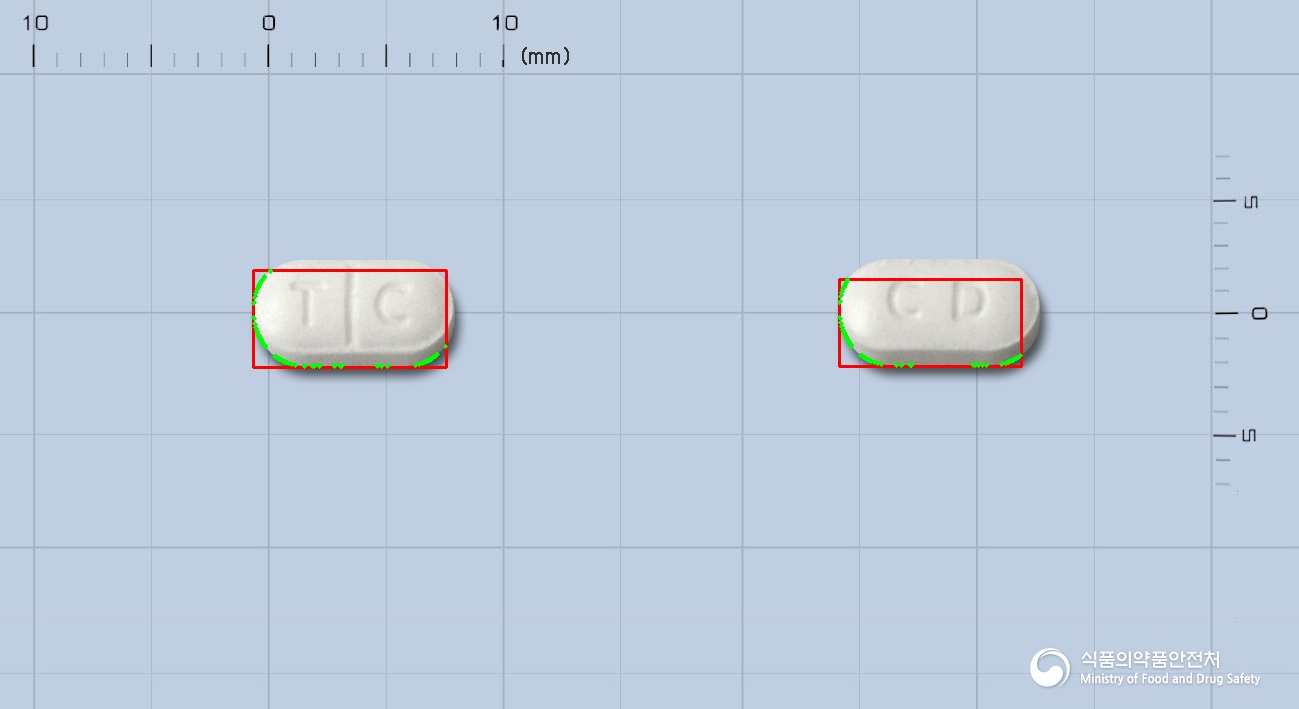 10 0 10
(mm)
5
T C
C D
0
5
식품의약품안전처
Ministry of Food and Drug Safety